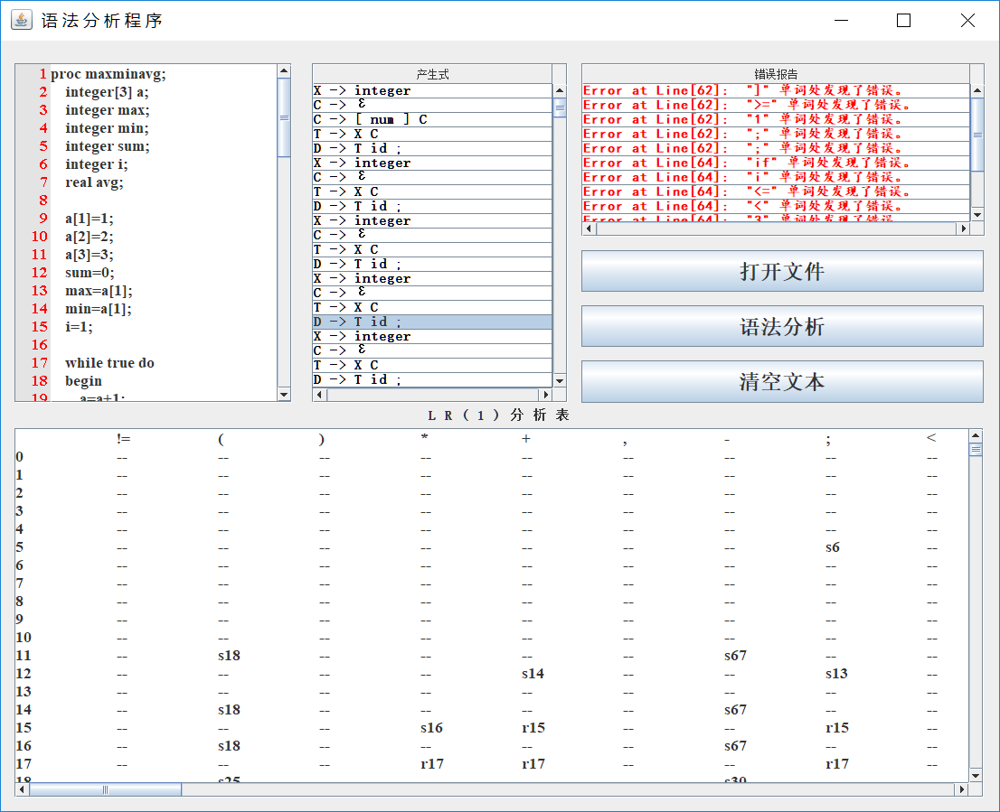 语法分析程序
1 proc maxminavg;
2 integer[3] a;
3 integer max;
4 integer min;
5 integer sum;
6 integer i;
7 real avg;
8
9 a[1]=1;
10 a[2]=2;
11 a[3]=3;
12 sum=0;
13 max=a[1];
14 min=a[1];
15 i=1;
16
17 while true do
18 begin
19 a=a+1;
产生式
X -> integer
C -> ε
C -> [ num ] C
T -> X C
D -> T id ;
X -> integer
C -> ε
T -> X C
D -> T id ;
X -> integer
C -> ε
T -> X C
D -> T id ;
X -> integer
C -> ε
T -> X C
D -> T id ;
X -> integer
C -> ε
T -> X C
D -> T id ;
错误报告
Error at Line[62]: "]" 单词处发现了错误。
Error at Line[62]: ">=" 单词处发现了错误。
Error at Line[62]: "1" 单词处发现了错误。
Error at Line[62]: ";" 单词处发现了错误。
Error at Line[62]: ";" 单词处发现了错误。
Error at Line[64]: "if" 单词处发现了错误。
Error at Line[64]: "i" 单词处发现了错误。
Error at Line[64]: "<=" 单词处发现了错误。
Error at Line[64]: "<" 单词处发现了错误。
Error at Line[64]: "3" 单词处发现了错误。
打开文件
语法分析
清空文本
LR(1)分析表
!= ( ) * + , - ; <
0 -- -- -- -- -- -- -- -- --
1 -- -- -- -- -- -- -- -- --
2 -- -- -- -- -- -- -- -- --
3 -- -- -- -- -- -- -- -- --
4 -- -- -- -- -- -- -- -- --
5 -- -- -- -- -- -- -- s6 --
6 -- -- -- -- -- -- -- -- --
7 -- -- -- -- -- -- -- -- --
8 -- -- -- -- -- -- -- -- --
9 -- -- -- -- -- -- -- -- --
10 -- -- -- -- -- -- -- -- --
11 -- s18 -- -- -- -- s67 -- --
12 -- -- -- -- s14 -- -- s13 --
13 -- -- -- -- -- -- -- -- --
14 -- s18 -- -- -- -- s67 -- --
15 -- -- -- s16 r15 -- -- r15 --
16 -- s18 -- -- -- -- s67 -- --
17 -- -- -- r17 r17 -- -- r17 --
18 -- s25 -- -- -- -- s30 -- --